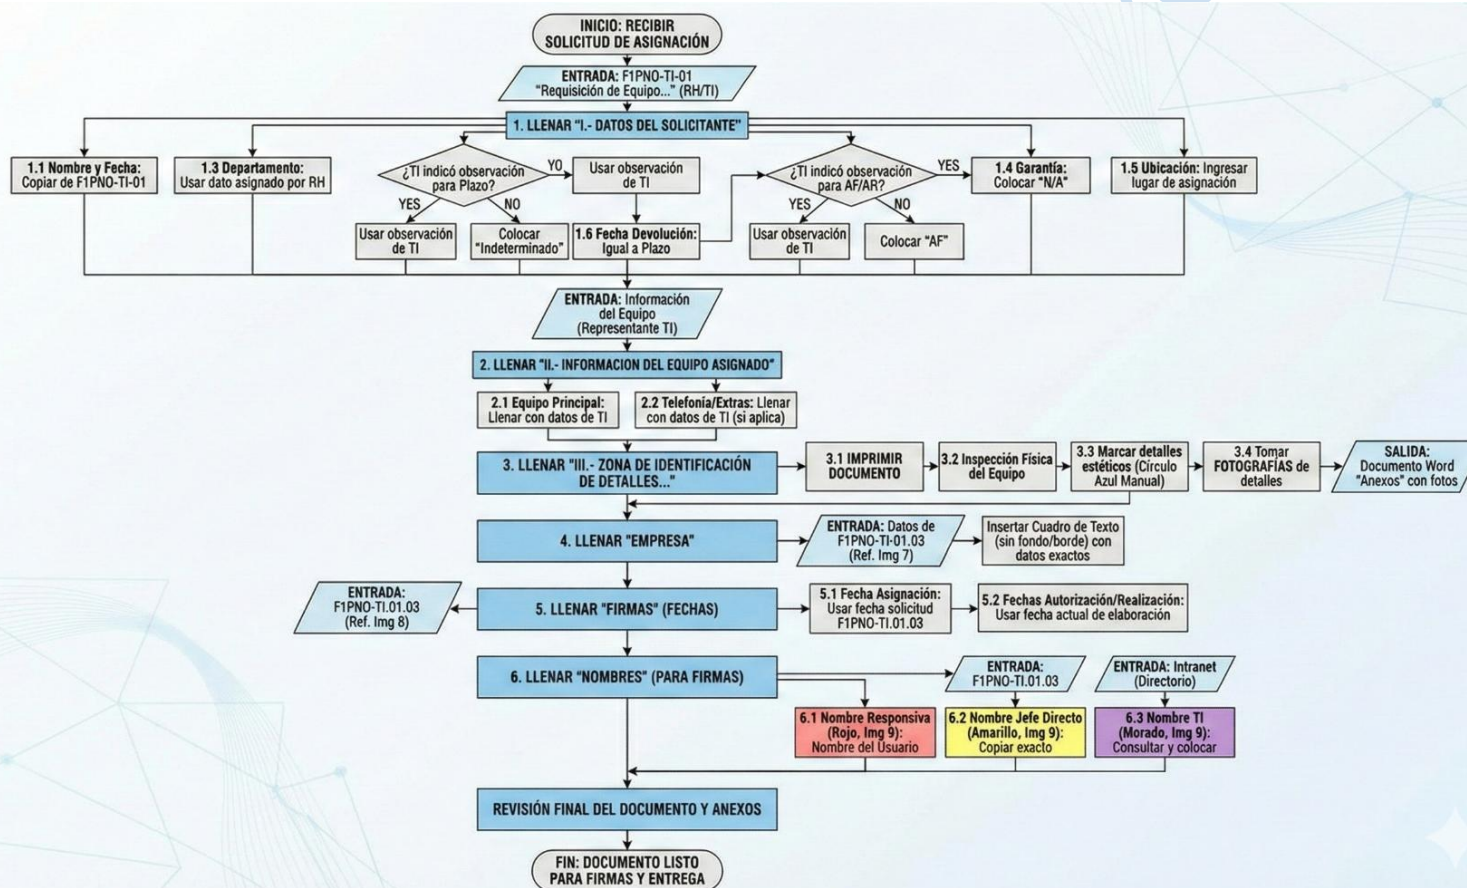 INICIO: RECIBIR
SOLICITUD DE ASIGNACIÓN
ENTRADA: F1PNO-TI-01
"Requisición de Equipo..." (RH/TI)
1. LLENAR "I.- DATOS DEL SOLICITANTE"
1.1 Nombre y Fecha:
Copiar de F1PNO-TI-01
1.3 Departamento:
Usar dato asignado por RH
¿TI indicó observación
para Plazo?
YO
YES
NO
Usar observación
de TI
Colocar
"Indeterminado"
Usar observación
de TI
1.6 Fecha Devolución:
Igual a Plazo
¿TI indicó observación
para AF/AR?
YES
YES
NO
Usar observación
de TI
Colocar "AF"
1.4 Garantía:
Colocar "N/A"
1.5 Ubicación: Ingresar
lugar de asignación
ENTRADA: Información
del Equipo
(Representante TI)
2. LLENAR "II.- INFORMACION DEL EQUIPO ASIGNADO"
2.1 Equipo Principal:
Llenar con datos de TI
2.2 Telefonía/Extras: Llenar
con datos de TI (si aplica)
3. LLENAR "III.- ZONA DE IDENTIFICACIÓN
DE DETALLES..."
3.1 IMPRIMIR
DOCUMENTO
3.2 Inspección Física
del Equipo
3.3 Marcar detalles
estéticos (Círculo
Azul Manual)
3.4 Tomar
FOTOGRAFÍAS de
detalles
SALIDA:
Documento Word
"Anexos" con fotos
4. LLENAR "EMPRESA"
ENTRADA: Datos de
F1PNO-TI-01.03
(Ref. Img 7)
Insertar Cuadro de Texto
(sin fondo/borde) con
datos exactos
ENTRADA:
F1PNO-TI.01.03
(Ref. Img 8)
5. LLENAR "FIRMAS" (FECHAS)
5.1 Fecha Asignación:
Usar fecha solicitud
F1PNO-TI.01.03
5.2 Fechas Autorización/Realización:
Usar fecha actual de elaboración
6. LLENAR "NOMBRES" (PARA FIRMAS)
ENTRADA:
F1PNO-TI.01.03
ENTRADA: Intranet
(Directorio)
6.1 Nombre Responsiva
(Rojo, Img 9):
Nombre del Usuario
6.2 Nombre Jefe Directo
(Amarillo, Img 9):
Copiar exacto
6.3 Nombre TI
(Morado, Img 9):
Consultar y colocar
REVISIÓN FINAL DEL DOCUMENTO Y ANEXOS
FIN: DOCUMENTO LISTO
PARA FIRMAS Y ENTREGA